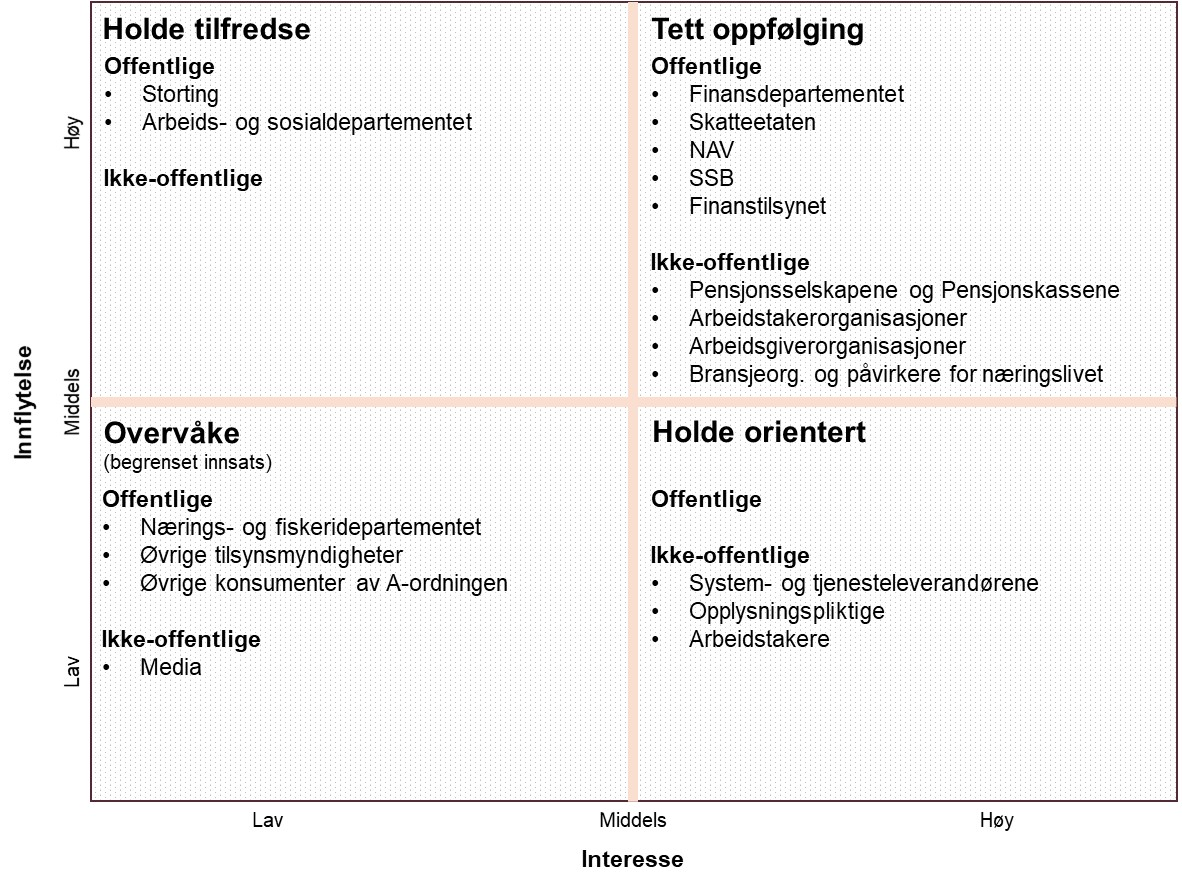 Holde tilfredse
Offentlige
• Storting
• Arbeids- og sosialdepartementet
Ikke-offentlige
Tett oppfølging
Offentlige
• Finansdepartementet
• Skatteetaten
• NAV
• SSB
• Finanstilsynet
Ikke-offentlige
• Pensjonsselskapene og Pensjonskassene
• Arbeidstakerorganisasjoner
• Arbeidsgiverorganisasjoner
• Bransjeorg. og påvirkere for næringslivet
Overvåke
(begrenset innsats)
Offentlige
• Nærings- og fiskeridepartementet
• Øvrige tilsynsmyndigheter
• Øvrige konsumenter av A-ordningen
Ikke-offentlige
• Media
Holde orientert
Offentlige
Ikke-offentlige
• System- og tjenesteleverandørene
• Opplysningspliktige
• Arbeidstakere
Innflytelse
Høy
Middels
Lav
Lav
Middels
Høy
Interesse